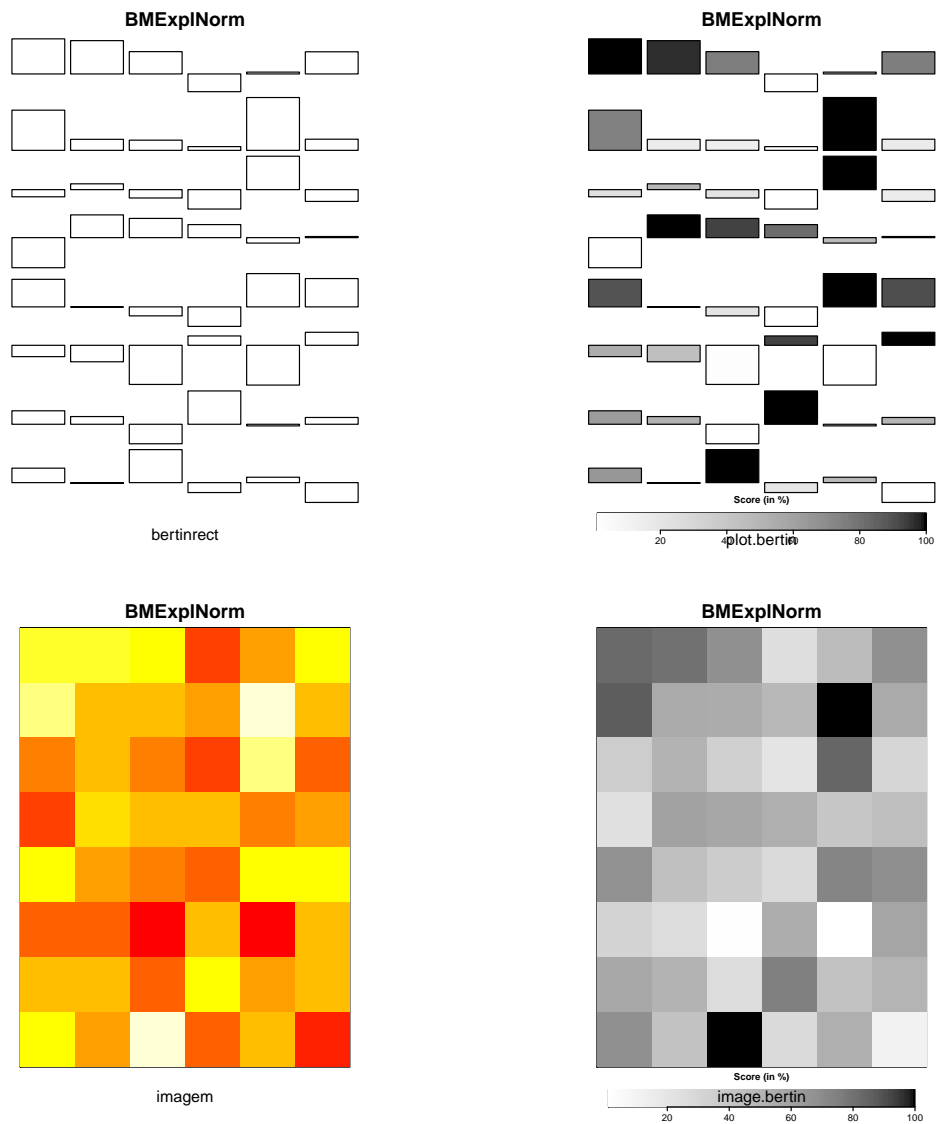 BMExplNorm
BMExplNorm
Score (in %)
bertinrect
20 40 60 80 100
plot.bertin
BMExplNorm
BMExplNorm
Score (in %)
imagem
image.bertin
20 40 60 80 100